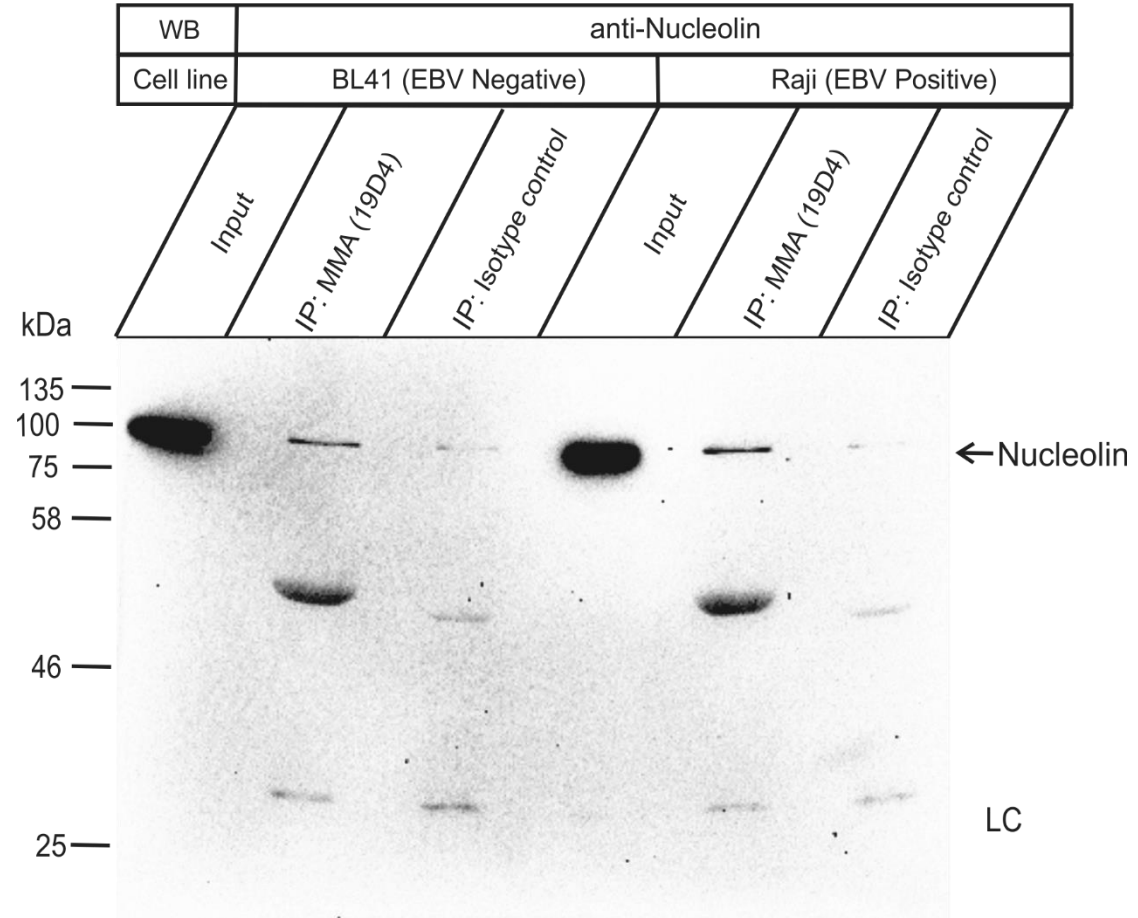 WB anti-Nucleolin
Cell line BL41 (EBV Negative) Raji (EBV Positive)
Input IP: MMA (19D4) IP: Isotype control Input IP: MMA (19D4) IP: Isotype control
kDa
135
100
75
58
46
25
←Nucleolin
LC